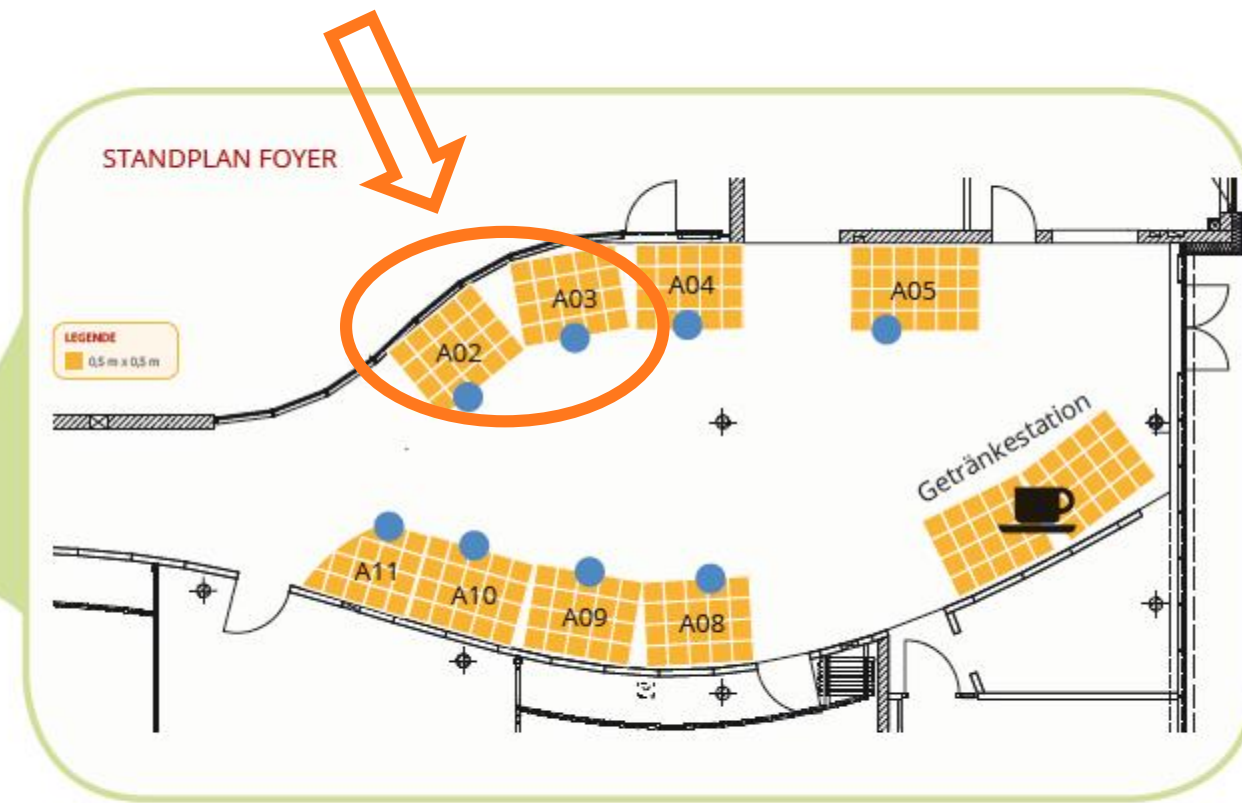 STANDPLAN FOYER
A03
A04
A05
LEGENDE
0,5 m x 0,5 m
A02
Getränkestation
A11
A10
A09
A08